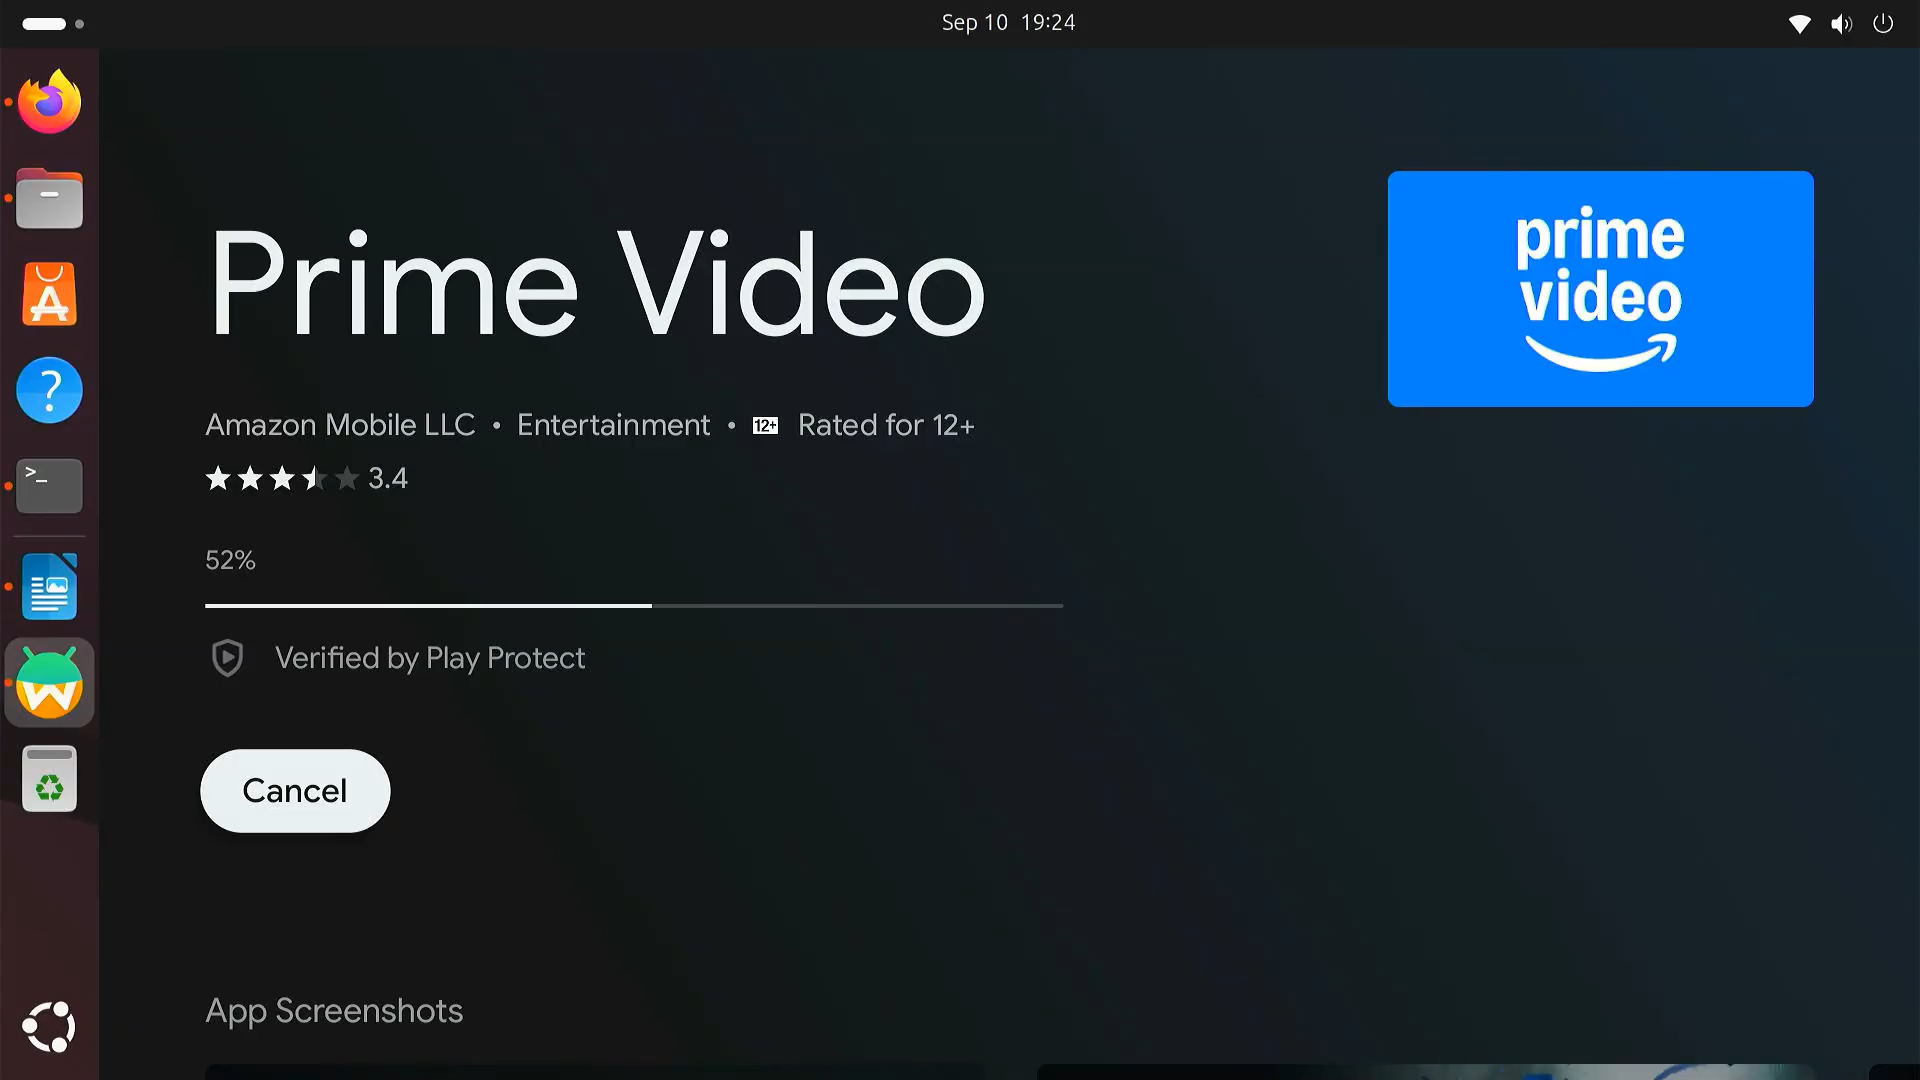 Sep 10 19:24
Prime Video
prime
video
Amazon Mobile LLC • Entertainment • 12+ Rated for 12+
3.4
52%
Verified by Play Protect
Cancel
App Screenshots